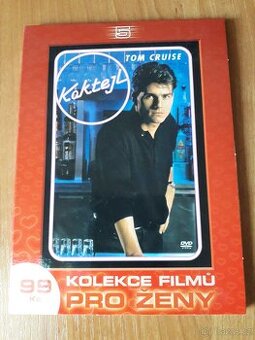 5
TOM CRUISE
Koktejl
DVD
99
Kč
KOLEKCE FILMŮ
PRO ŽENY